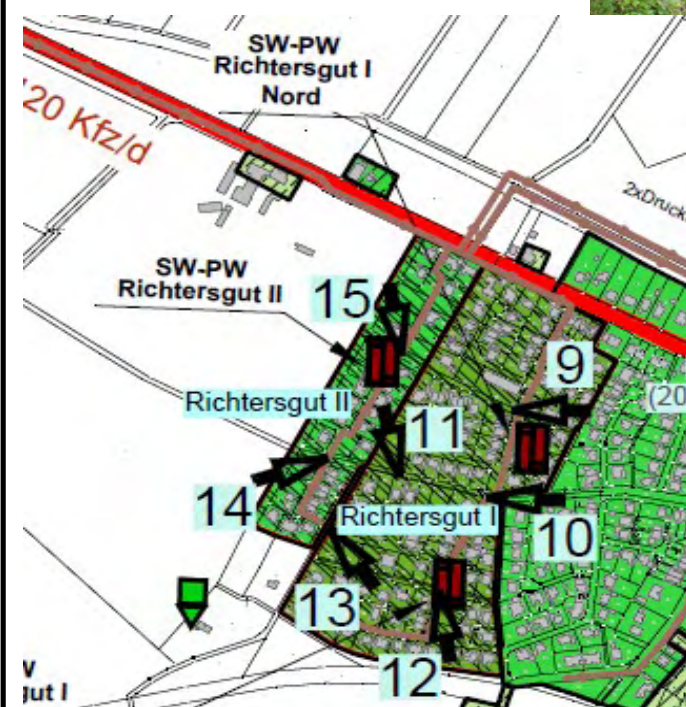 SW-PW
Richtersgut I
Nord
20 Kfz/d
2xDruck
SW-PW
Richtersgut II
15
9
Richtersgut II
(20
11
14
Richtersgut I
10
13
12
gut I